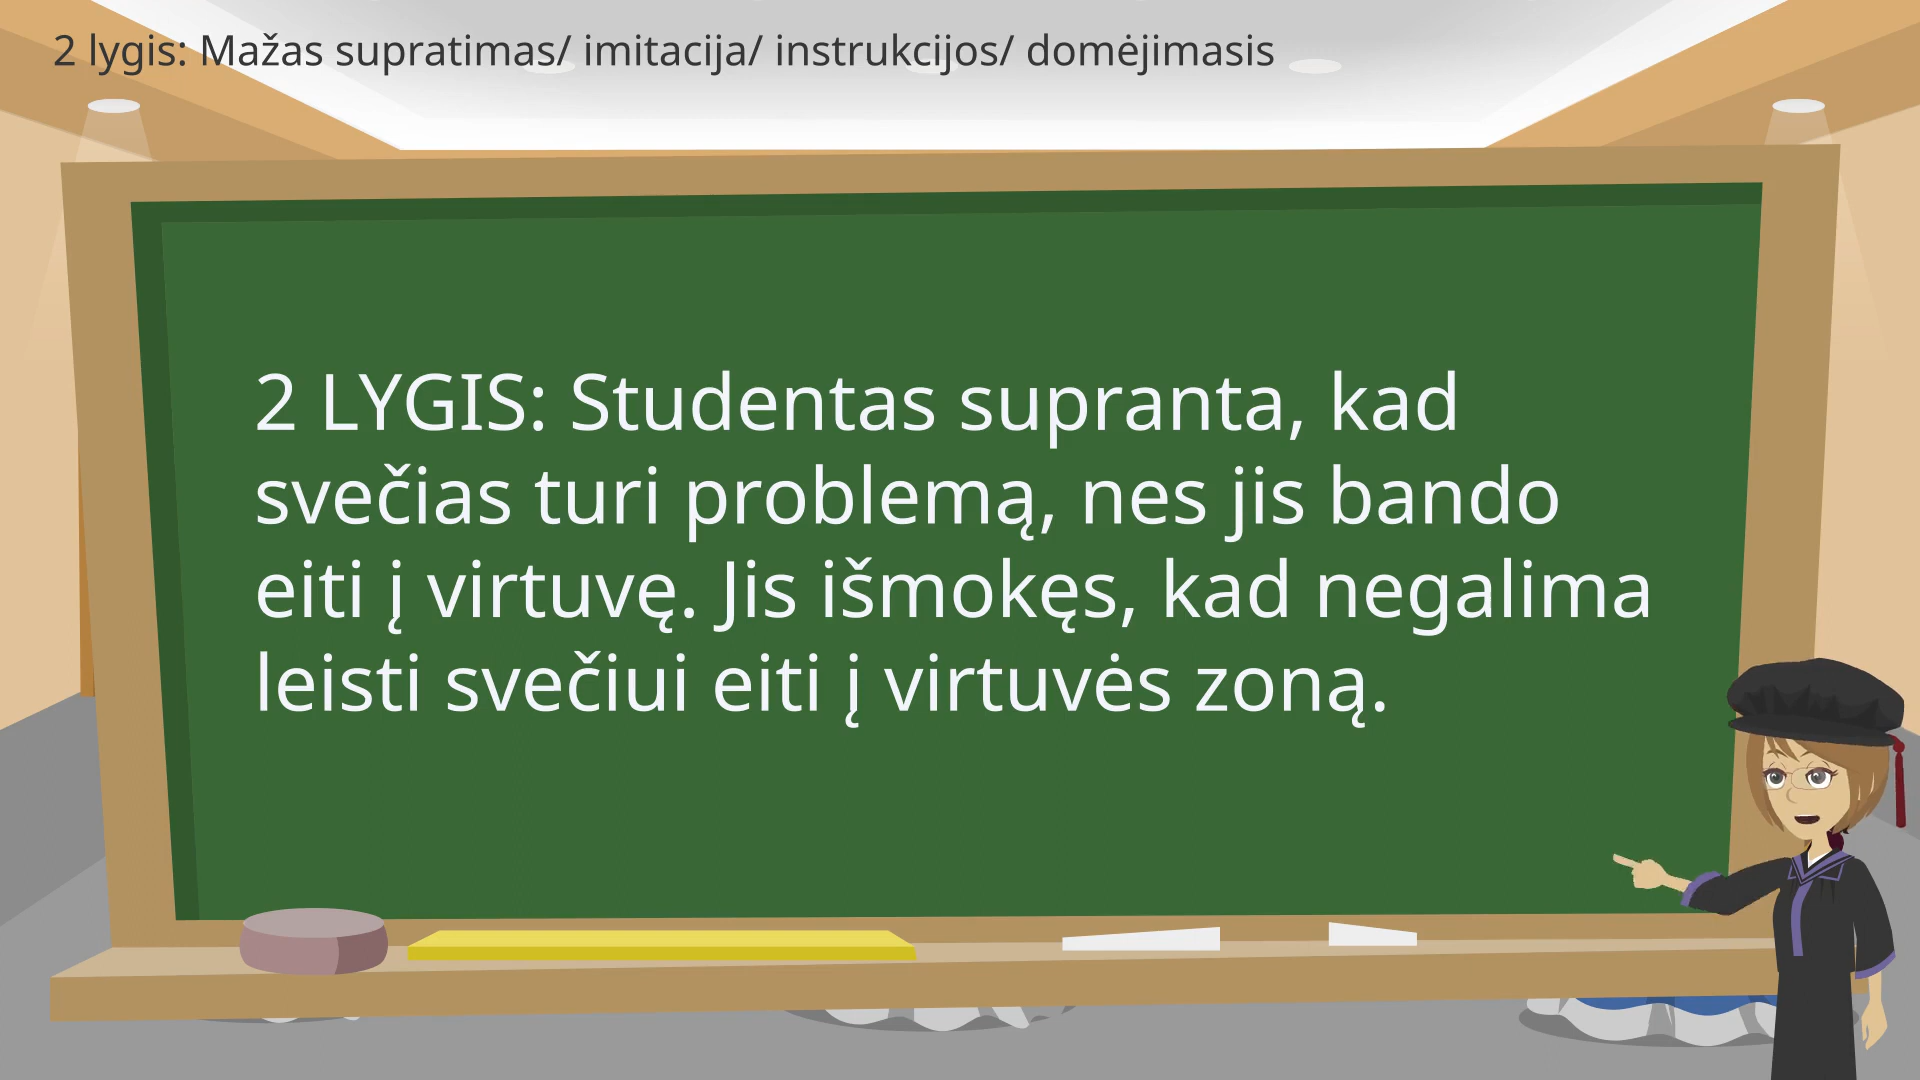 2 lygis: Mažas supratimas/ imitacija/ instrukcijos/ domėjimasis
2 LYGIS: Studentas supranta, kad
svečias turi problemą, nes jis bando
eiti į virtuvę. Jis išmokęs, kad negalima
leisti svečiui eiti į virtuvės zoną.